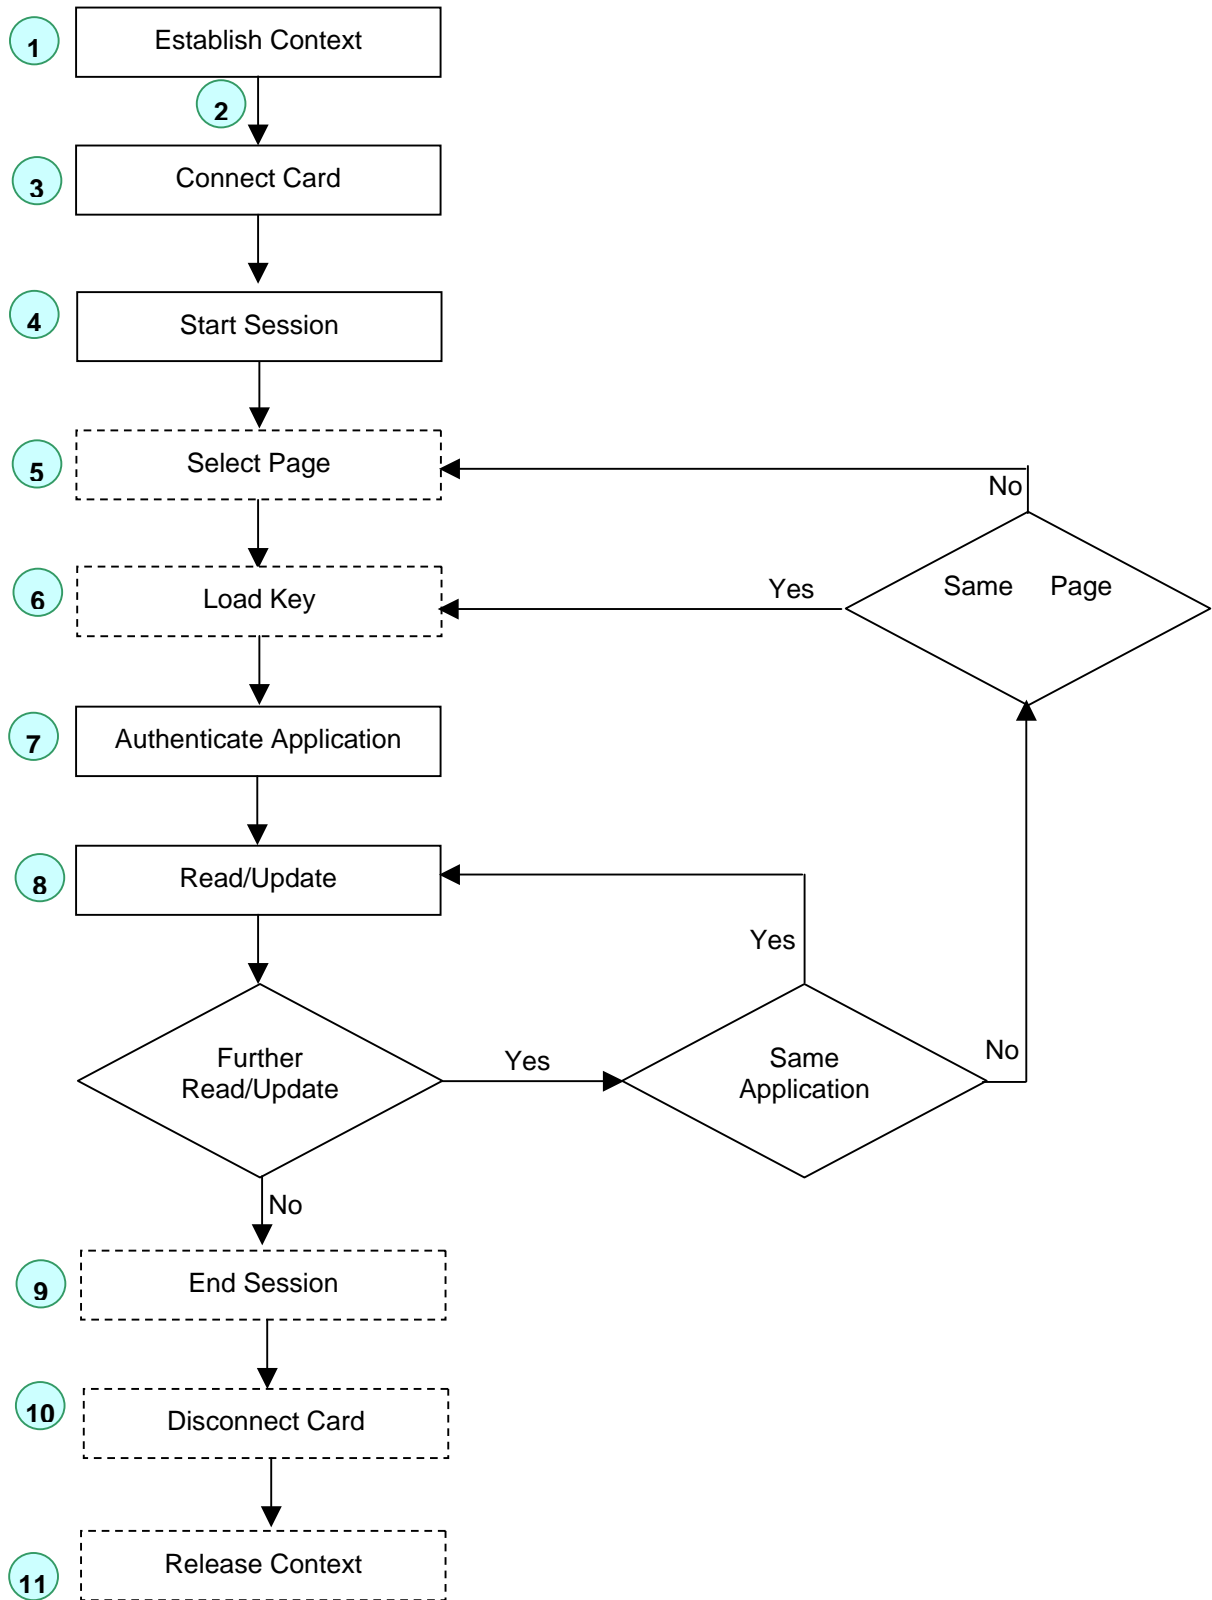 1
Establish Context
2
3
Connect Card
4
Start Session
5
Select Page
No
6
Load Key
Yes
Same Page
7
Authenticate Application
8
Read/Update
Yes
Further
Read/Update
Yes
Same
Application
No
No
9
End Session
10
Disconnect Card
11
Release Context